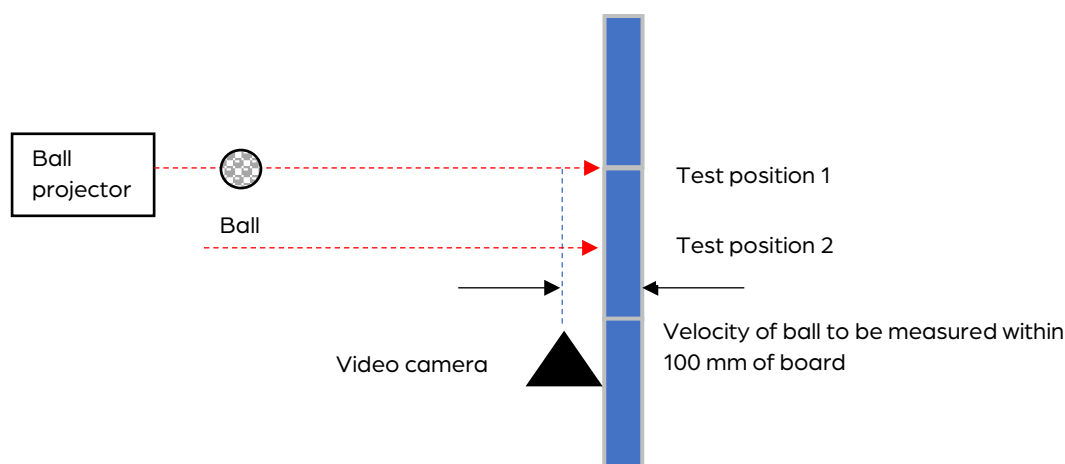 Ball
projector
Ball
Test position 1
Test position 2
Video camera
Velocity of ball to be measured within
100 mm of board